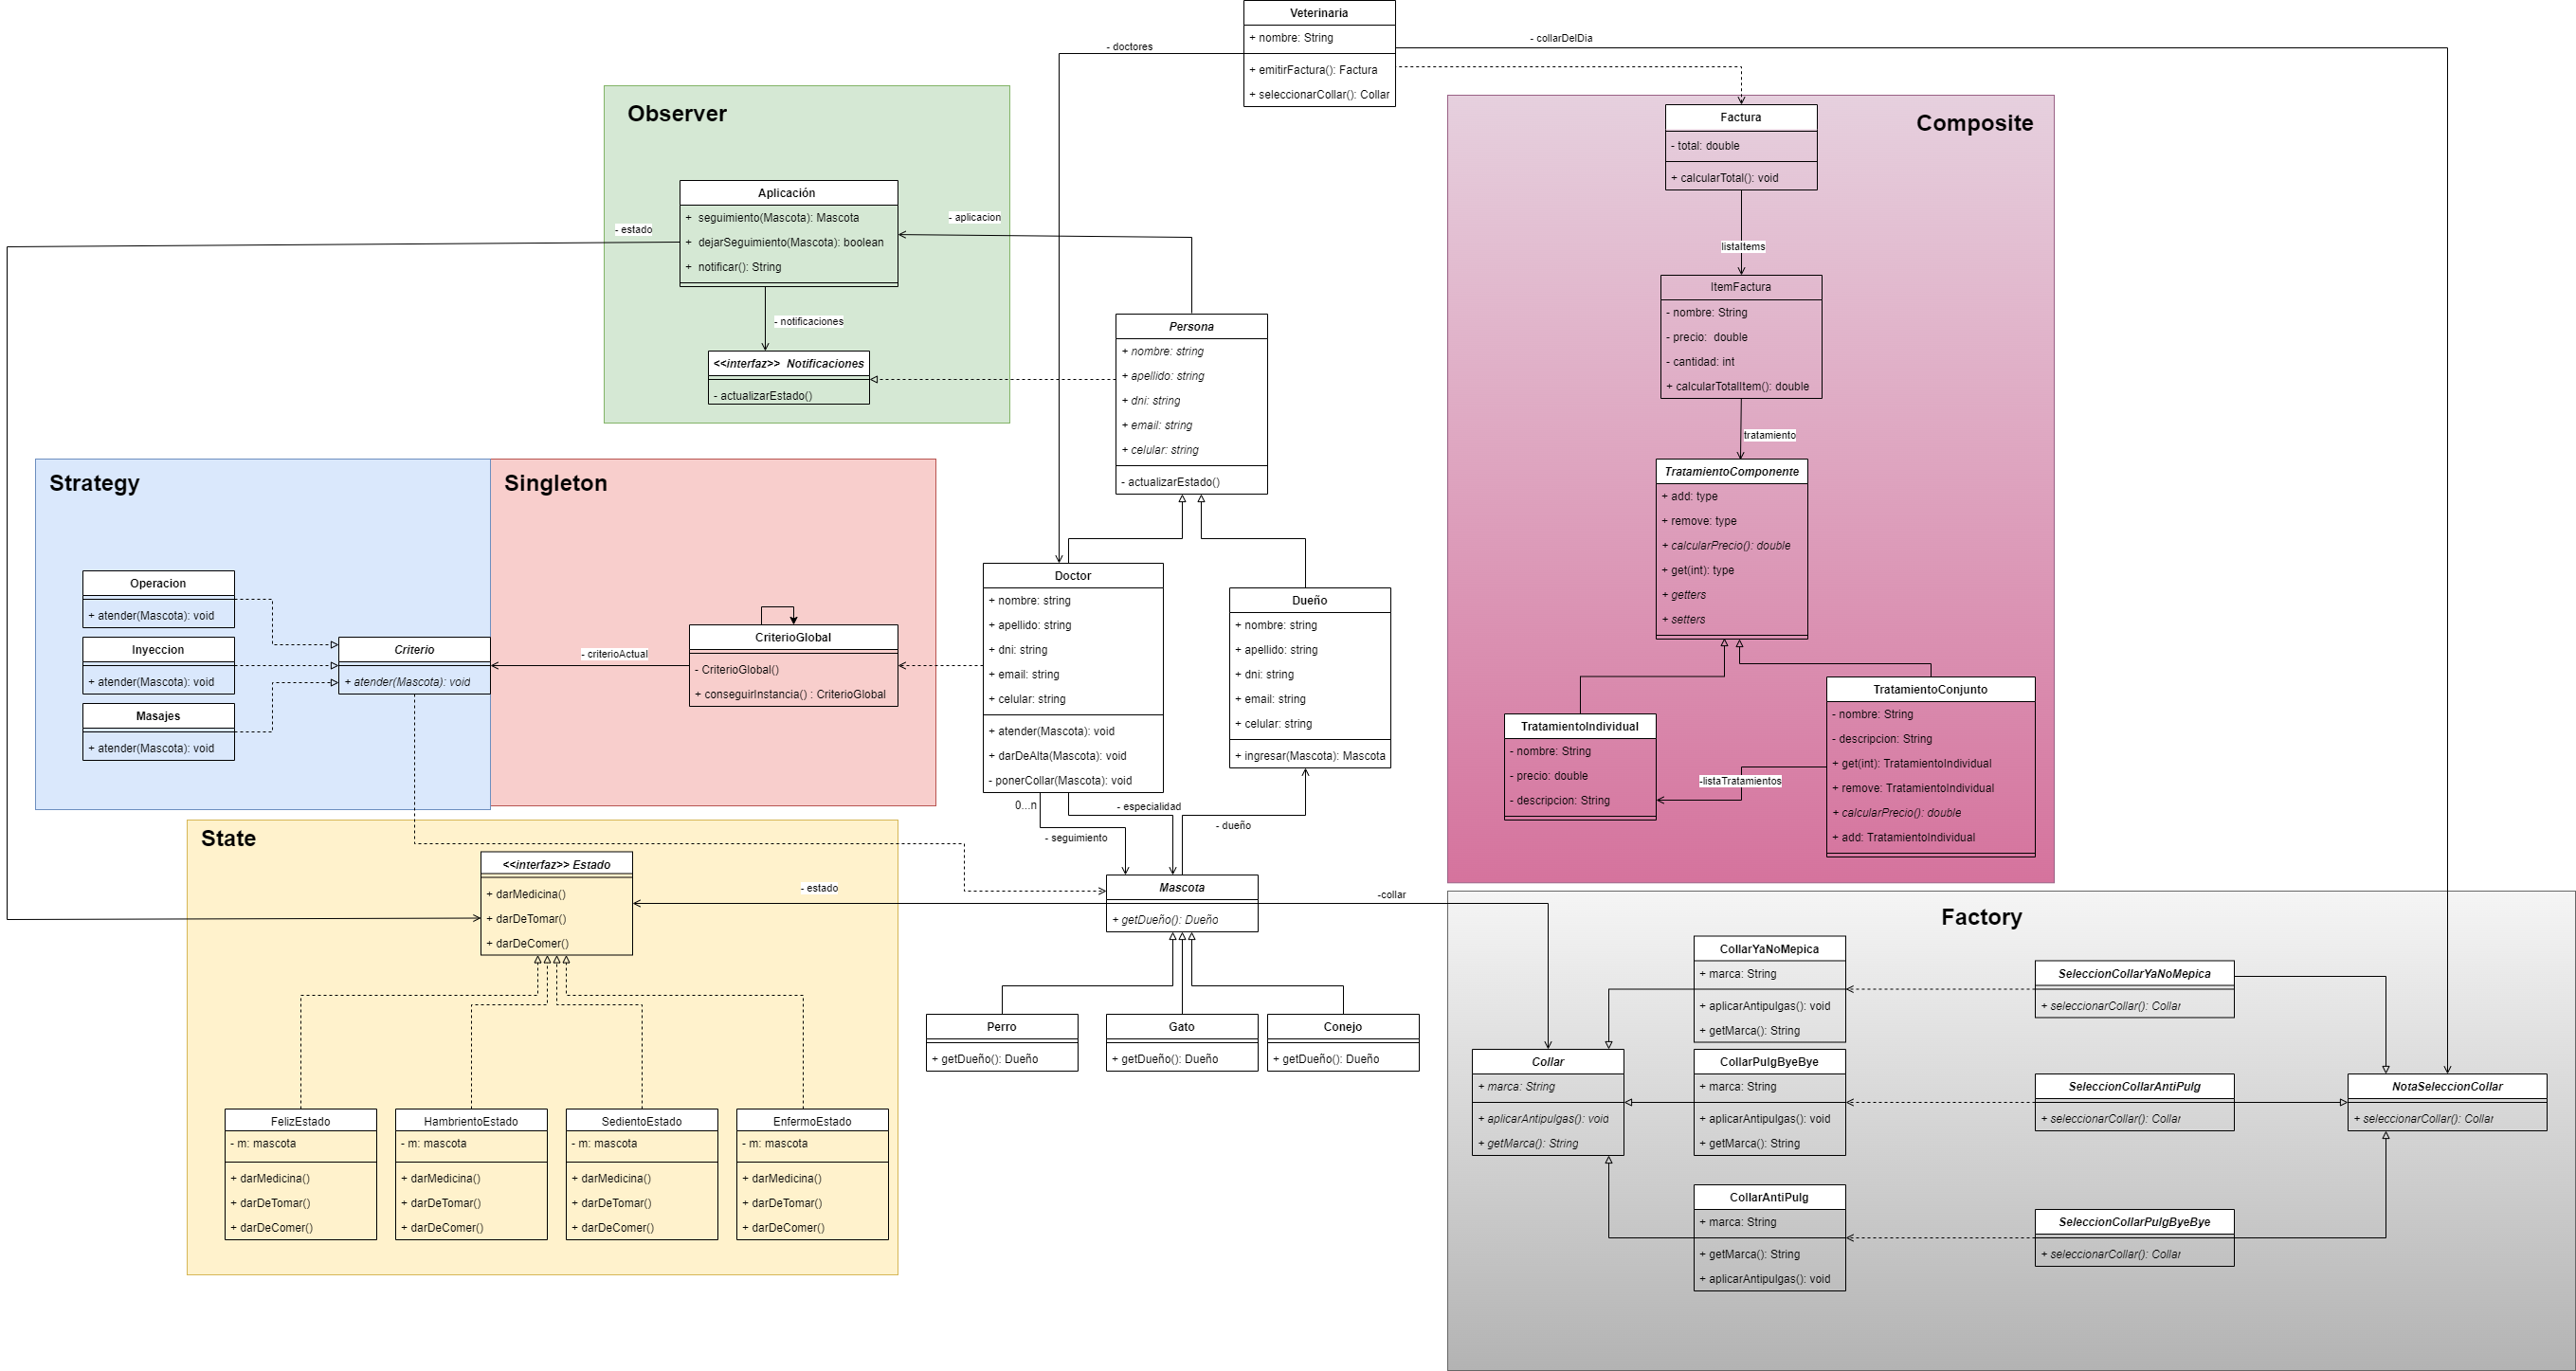 Veterinaria
+ nombre: String
+ emitirFactura(): Factura
+ seleccionarCollar(): Collar
- doctores
- collarDelDia
Observer
Aplicación
+ seguimiento(Mascota): Mascota
+ dejarSeguimiento(Mascota): boolean
+ notificar(): String
- estado
- aplicacion
- notificaciones
<<interfaz>> Notificaciones
- actualizarEstado()
Persona
+ nombre: string
+ apellido: string
+ dni: string
+ email: string
+ celular: string
- actualizarEstado()
Composite
Factura
- total: double
+ calcularTotal(): void
listaItems
ItemFactura
- nombre: String
- precio: double
- cantidad: int
+ calcularTotalItem(): double
tratamiento
TratamientoComponente
+ add: type
+ remove: type
+ calcularPrecio(): double
+ get(int): type
+ getters
+ setters
TratamientoIndividual
- nombre: String
- precio: double
- descripcion: String
-listaTratamientos
TratamientoConjunto
- nombre: String
- descripcion: String
+ get(int): TratamientoIndividual
+ remove: TratamientoIndividual
+ calcularPrecio(): double
+ add: TratamientoIndividual
Strategy
Operacion
+ atender(Mascota): void
Inyeccion
+ atender(Mascota): void
Masajes
+ atender(Mascota): void
Criterio
+ atender(Mascota): void
Singleton
- criterioActual
CriterioGlobal
- CriterioGlobal()
+ conseguirInstancia() : CriterioGlobal
Doctor
+ nombre: string
+ apellido: string
+ dni: string
+ email: string
+ celular: string
+ atender(Mascota): void
+ darDeAlta(Mascota): void
- ponerCollar(Mascota): void
Dueño
+ nombre: string
+ apellido: string
+ dni: string
+ email: string
+ celular: string
+ ingresar(Mascota): Mascota
0...n
- especialidad
- seguimiento
- dueño
Mascota
+ getDueño(): Dueño
- estado
-collar
Perro
+ getDueño(): Dueño
Gato
+ getDueño(): Dueño
Conejo
+ getDueño(): Dueño
State
<<interfaz>> Estado
+ darMedicina()
+ darDeTomar()
+ darDeComer()
FelizEstado
- m: mascota
+ darMedicina()
+ darDeTomar()
+ darDeComer()
HambrientoEstado
- m: mascota
+ darMedicina()
+ darDeTomar()
+ darDeComer()
SedientoEstado
- m: mascota
+ darMedicina()
+ darDeTomar()
+ darDeComer()
EnfermoEstado
- m: mascota
+ darMedicina()
+ darDeTomar()
+ darDeComer()
Factory
CollarYaNoMepica
+ marca: String
+ aplicarAntipulgas(): void
+ getMarca(): String
Collar
+ marca: String
+ aplicarAntipulgas(): void
+ getMarca(): String
CollarPulgByeBye
+ marca: String
+ aplicarAntipulgas(): void
+ getMarca(): String
CollarAntiPulg
+ marca: String
+ getMarca(): String
+ aplicarAntipulgas(): void
SeleccionCollarYaNoMepica
+ seleccionarCollar(): Collar
SeleccionCollarAntiPulg
+ seleccionarCollar(): Collar
SeleccionCollarPulgByeBye
+ seleccionarCollar(): Collar
NotaSeleccionCollar
+ seleccionarCollar(): Collar